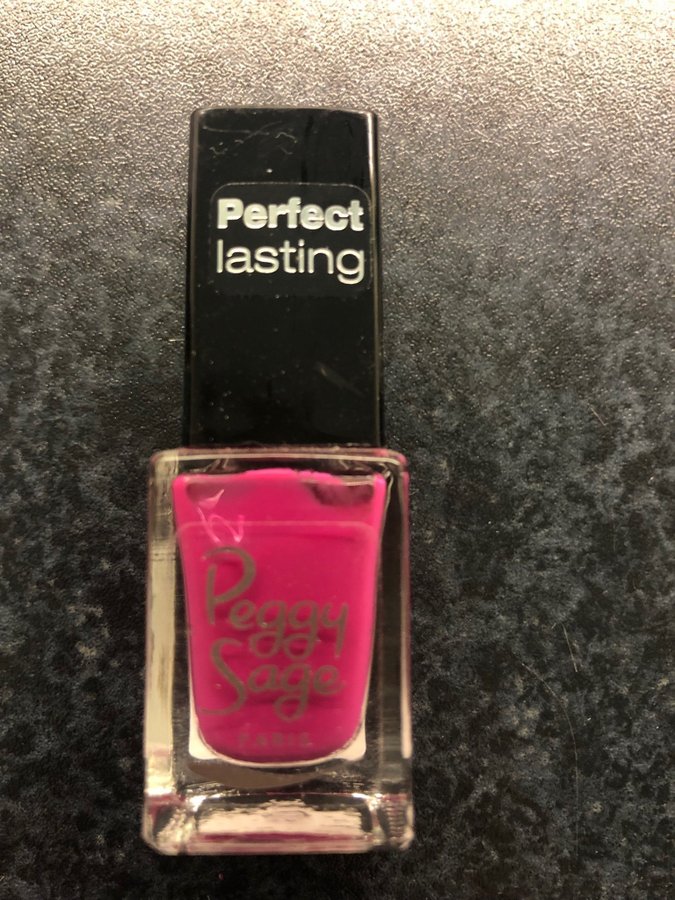 Perfect
lasting
Peggy
Sage
PARIS